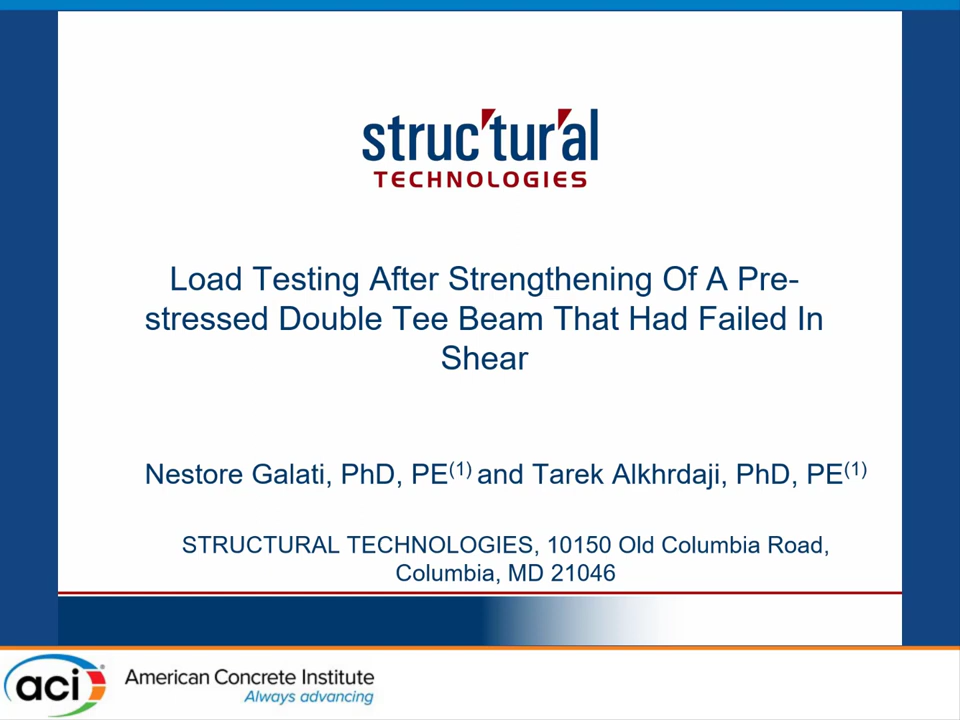 struc'tur'al
TECHNOLOGIES
Load Testing After Strengthening Of A Pre-
stressed Double Tee Beam That Had Failed In
Shear
Nestore Galati, PhD, PE(1) and Tarek Alkhrdaji, PhD, PE(1)
STRUCTURAL TECHNOLOGIES, 10150 Old Columbia Road,
Columbia, MD 21046
aci
American Concrete Institute
Always advancing